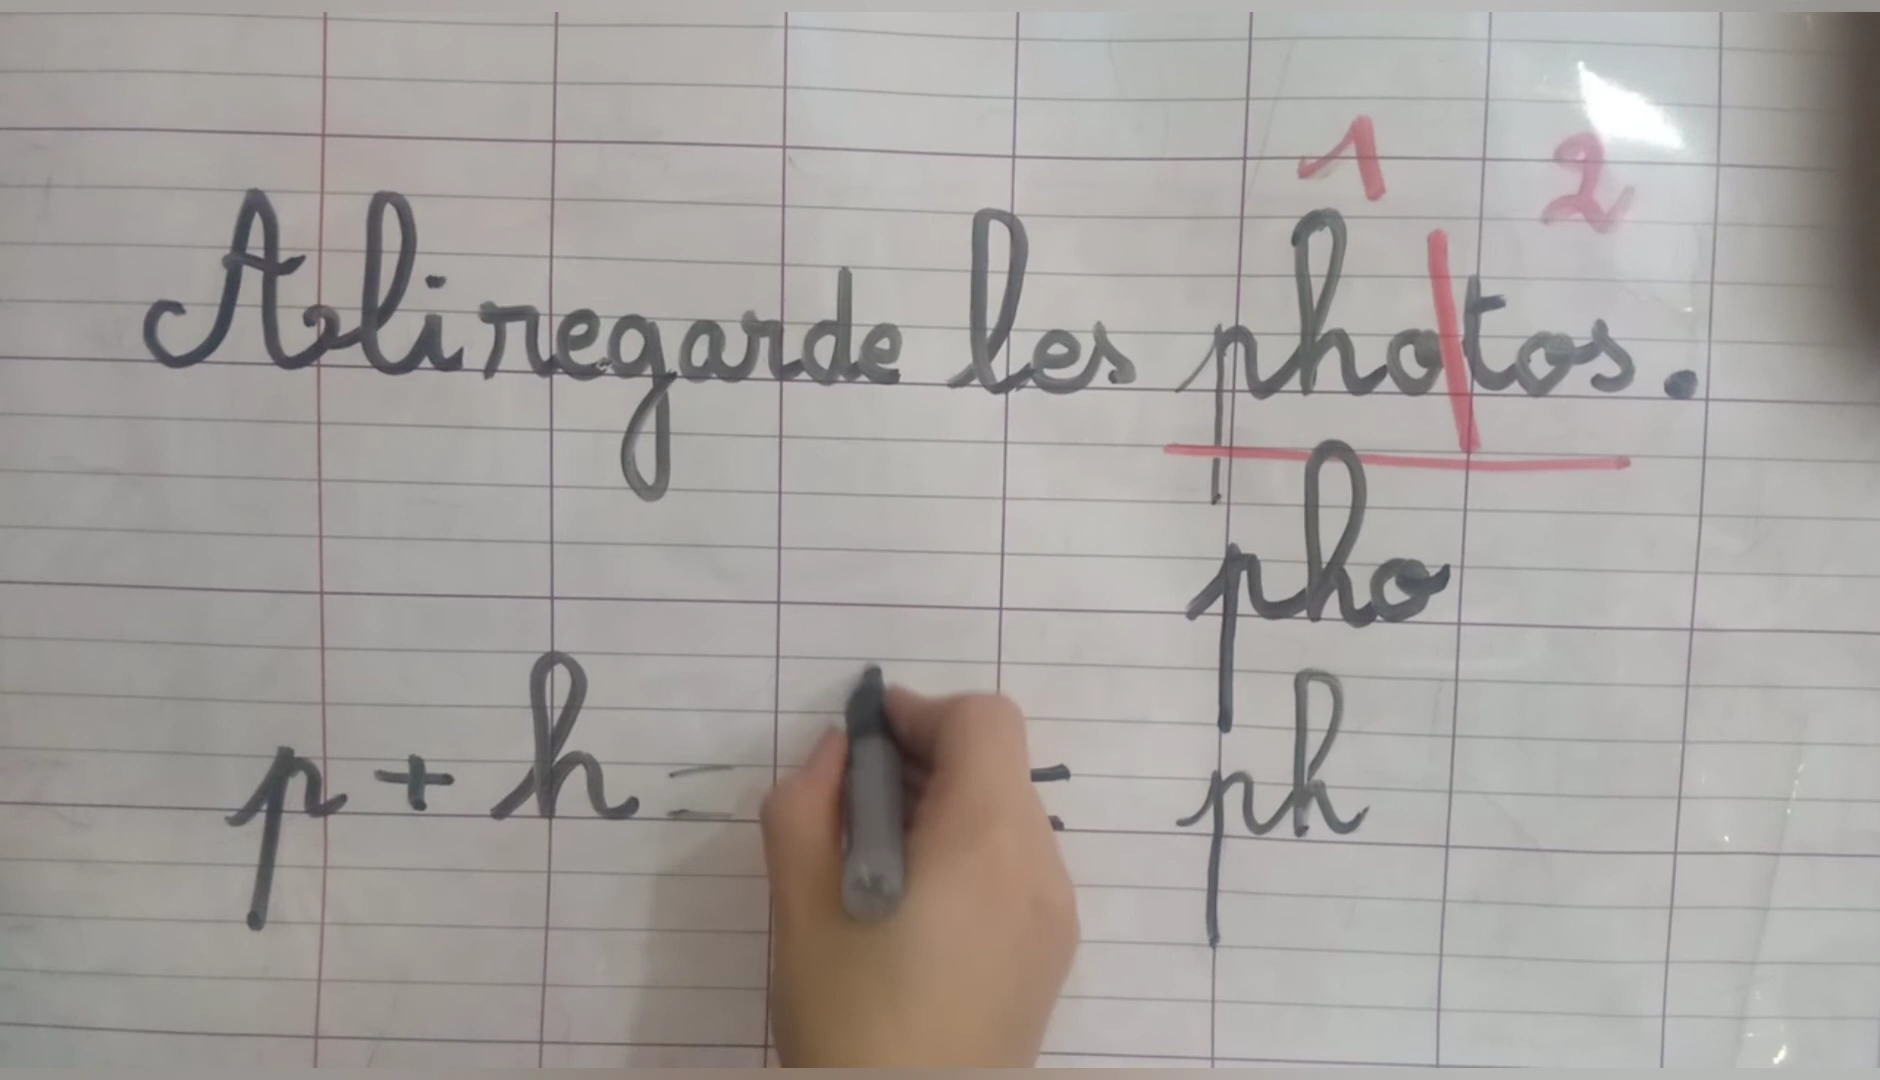 1 2
Ali regarde les photos.
pho
p + h = = ph